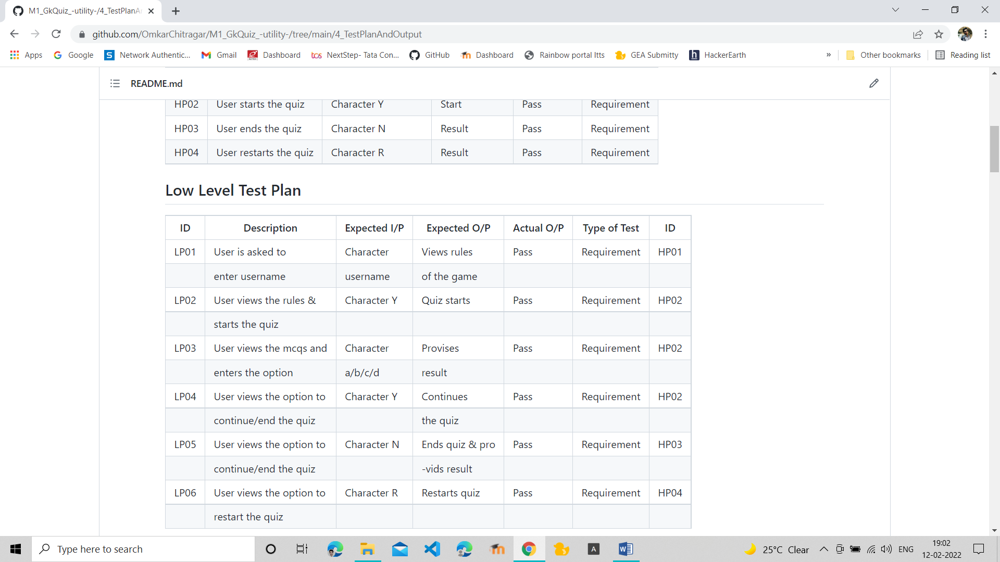 M1_GkQuiz_-utility-/4_TestPlanAn
github.com/OmkarChitragar/M1_GkQuiz_-utility-/tree/main/4_TestPlanAndOutput
Apps Google Network Authentic... Gmail Dashboard NextStep- Tata Con... GitHub Dashboard Rainbow portal ltts GEA Submitty HackerEarth » Other bookmarks Reading list
README.md
HP02 User starts the quiz Character Y Start Pass Requirement
HP03 User ends the quiz Character N Result Pass Requirement
HP04 User restarts the quiz Character R Result Pass Requirement
Low Level Test Plan
ID Description Expected I/P Expected O/P Actual O/P Type of Test ID
LP01 User is asked to Character Views rules Pass Requirement HP01
enter username username of the game
LP02 User views the rules & Character Y Quiz starts Pass Requirement HP02
starts the quiz
LP03 User views the mcqs and Character Provises Pass Requirement HP02
enters the option a/b/c/d result
LP04 User views the option to Character Y Continues Pass Requirement HP02
continue/end the quiz the quiz
LP05 User views the option to Character N Ends quiz & pro Pass Requirement HP03
continue/end the quiz -vids result
LP06 User views the option to Character R Restarts quiz Pass Requirement HP04
restart the quiz
Type here to search
25°C Clear ENG 19:02
12-02-2022